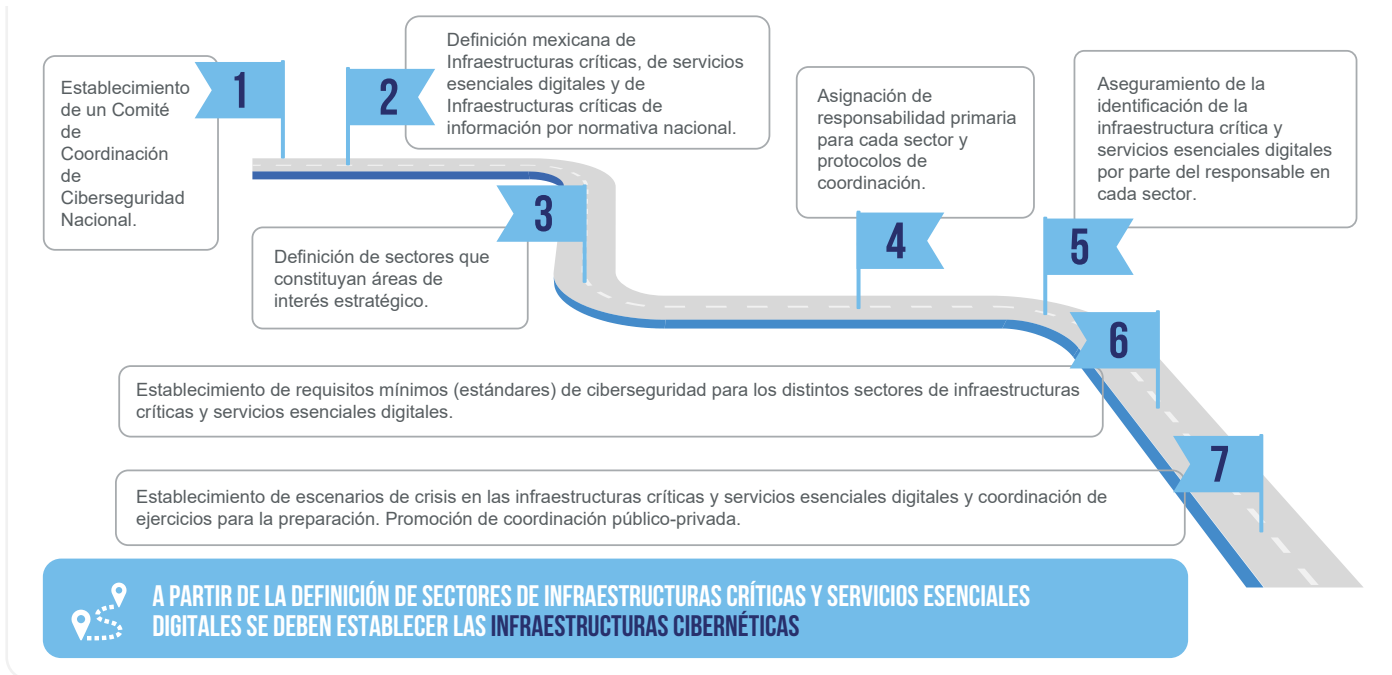 1
Establecimiento
de un Comité
de
Coordinación
de
Ciberseguridad
Nacional.
2
Definición mexicana de
Infraestructuras críticas, de servicios
esenciales digitales y de
Infraestructuras críticas de
información por normativa nacional.
3
Definición de sectores que
constituyan áreas de
interés estratégico.
4
Asignación de
responsabilidad primaria
para cada sector y
protocolos de
coordinación.
5
Aseguramiento de la
identificación de la
infraestructura crítica y
servicios esenciales digitales
por parte del responsable en
cada sector.
6
Establecimiento de requisitos mínimos (estándares) de ciberseguridad para los distintos sectores de infraestructuras
críticas y servicios esenciales digitales.
7
Establecimiento de escenarios de crisis en las infraestructuras críticas y servicios esenciales digitales y coordinación de
ejercicios para la preparación. Promoción de coordinación público-privada.
A PARTIR DE LA DEFINICIÓN DE SECTORES DE INFRAESTRUCTURAS CRÍTICAS Y SERVICIOS ESENCIALES
DIGITALES SE DEBEN ESTABLECER LAS INFRAESTRUCTURAS CIBERNÉTICAS